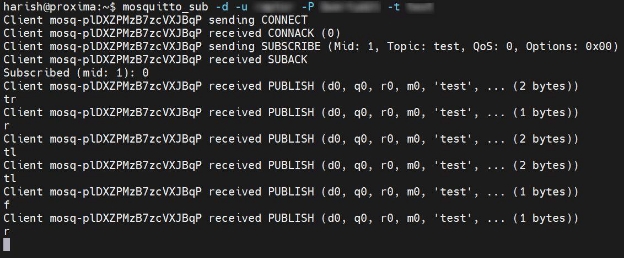 harish@proxima:~$ mosquitto_sub -d -u -P -t
Client mosq-plDXZPMzB7zcVXJBqP sending CONNECT
Client mosq-plDXZPMzB7zcVXJBqP received CONNACK (0)
Client mosq-plDXZPMzB7zcVXJBqP sending SUBSCRIBE (Mid: 1, Topic: test, QoS: 0, Options: 0x00)
Client mosq-plDXZPMzB7zcVXJBqP received SUBACK
Subscribed (mid: 1): 0
Client mosq-plDXZPMzB7zcVXJBqP received PUBLISH (d0, q0, r0, m0, 'test', ... (2 bytes))
tr
Client mosq-plDXZPMzB7zcVXJBqP received PUBLISH (d0, q0, r0, m0, 'test', ... (1 bytes))
r
Client mosq-plDXZPMzB7zcVXJBqP received PUBLISH (d0, q0, r0, m0, 'test', ... (2 bytes))
tl
Client mosq-plDXZPMzB7zcVXJBqP received PUBLISH (d0, q0, r0, m0, 'test', ... (2 bytes))
tl
Client mosq-plDXZPMzB7zcVXJBqP received PUBLISH (d0, q0, r0, m0, 'test', ... (1 bytes))
f
Client mosq-plDXZPMzB7zcVXJBqP received PUBLISH (d0, q0, r0, m0, 'test', ... (1 bytes))
r